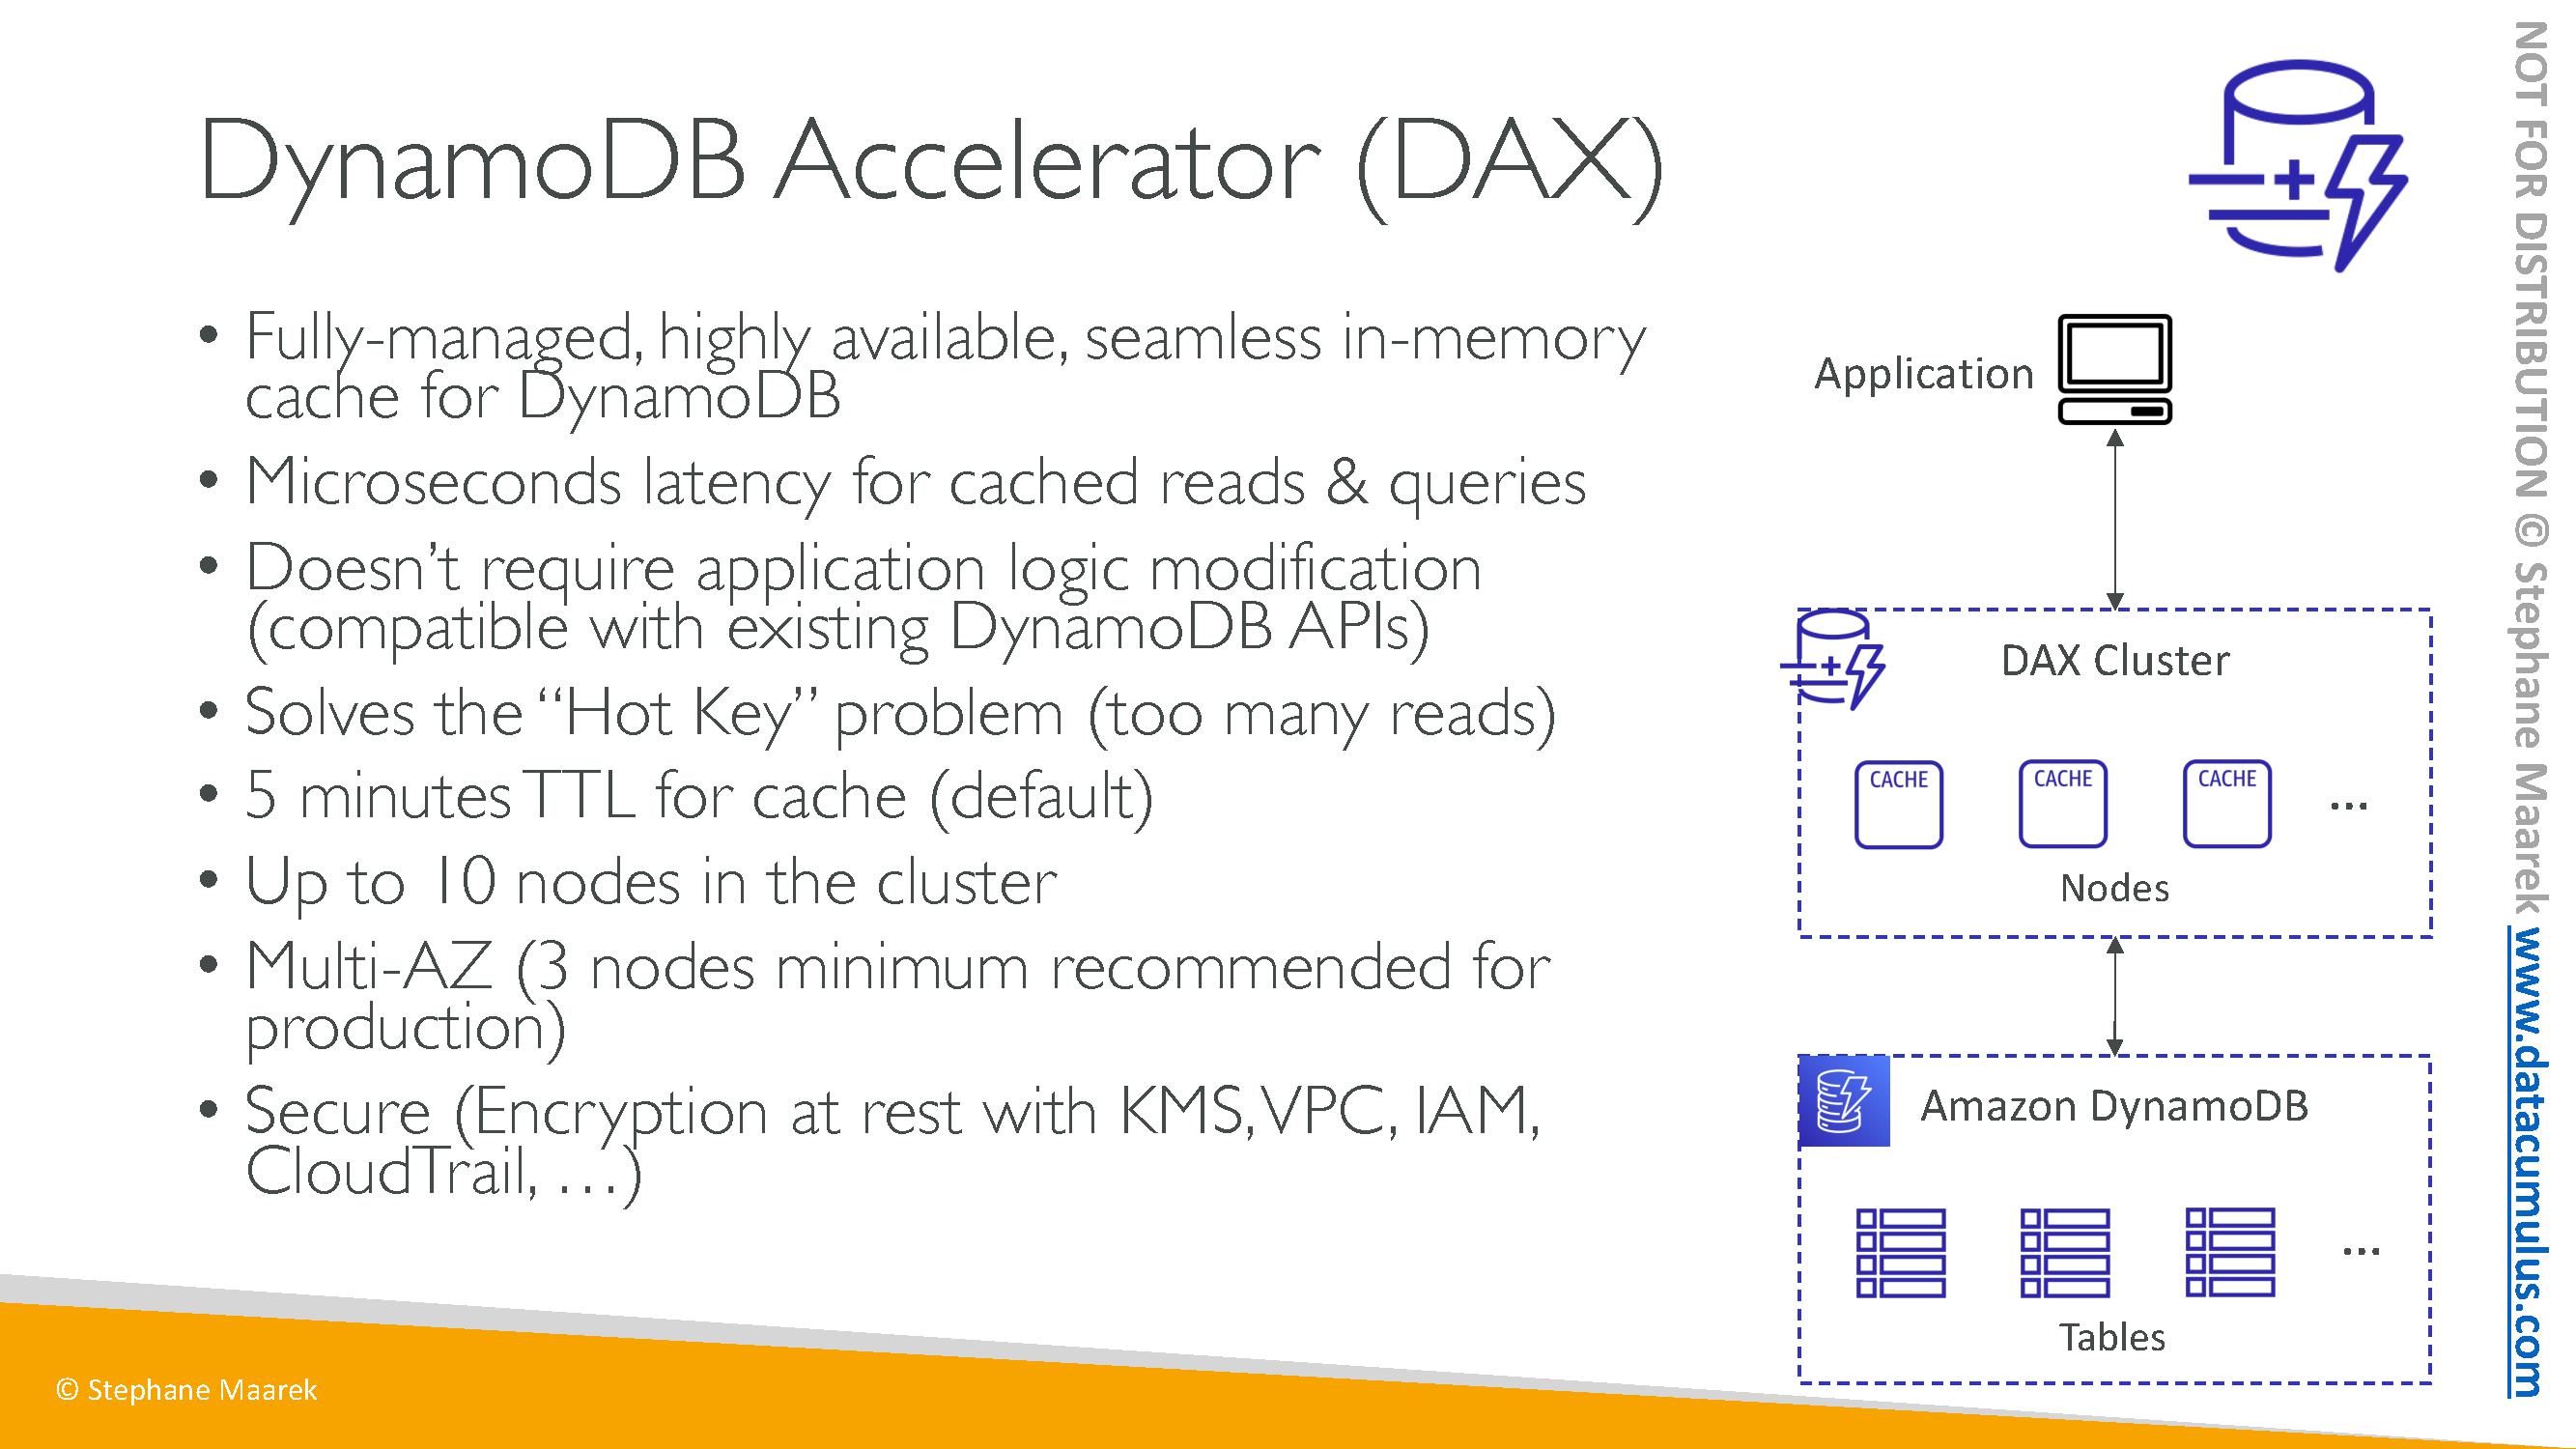 DynamoDB Accelerator (DAX)
• Fully-managed, highly available, seamless in-memory
cache for DynamoDB
• Microseconds latency for cached reads & queries
• Doesn’t require application logic modification
(compatible with existing DynamoDB APIs)
• Solves the “Hot Key” problem (too many reads)
• 5 minutes TTL for cache (default)
• Up to 10 nodes in the cluster
• Multi-AZ (3 nodes minimum recommended for
production)
• Secure (Encryption at rest with KMS, VPC, IAM,
CloudTrail, …)
Application
DAX Cluster
CACHE CACHE CACHE ...
Nodes
Amazon DynamoDB
...
Tables
© Stephane Maarek
NOT FOR DISTRIBUTION © Stephane Maarek www.datacumulus.com